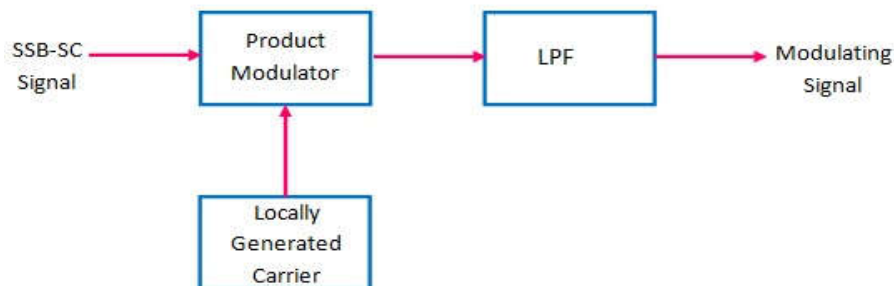 SSB-SC
Signal
Product
Modulator
LPF
Modulating
Signal
Locally
Generated
Carrier